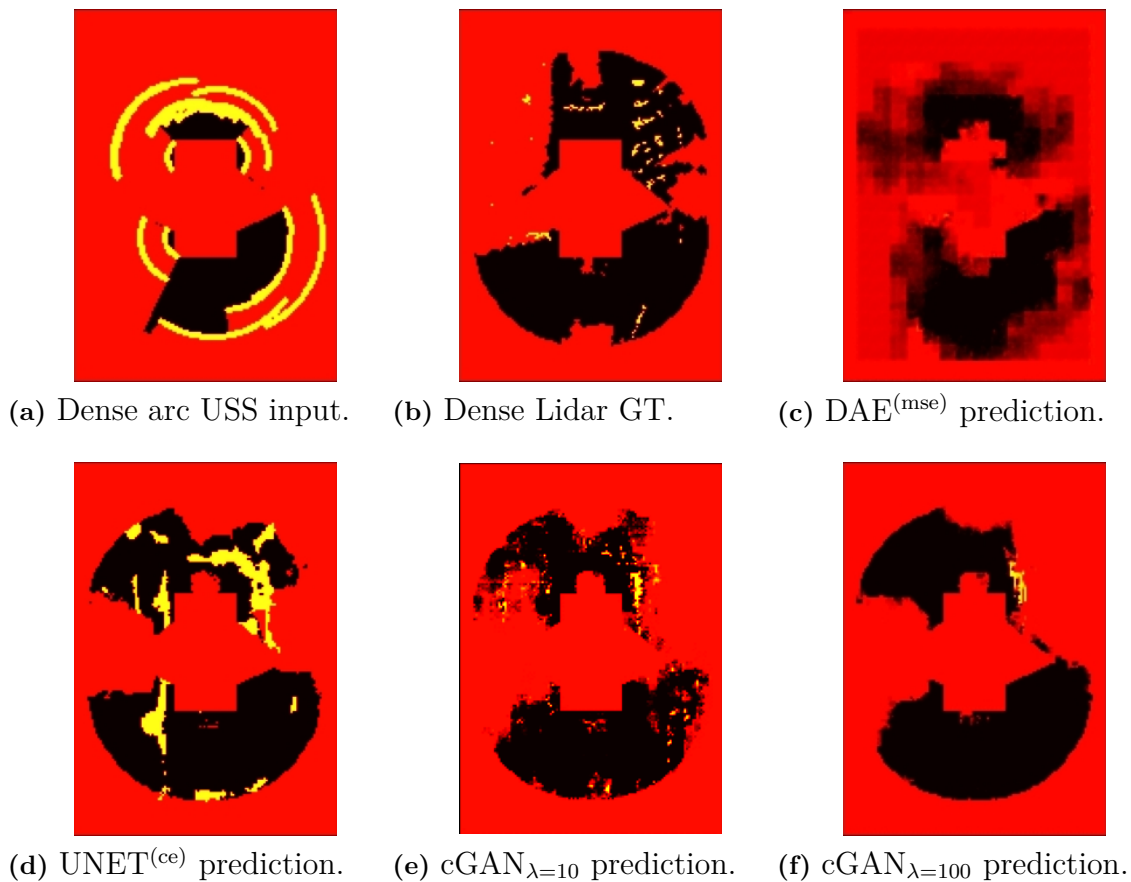 (a) Dense arc USS input.
(b) Dense Lidar GT.
(c) DAE(mse) prediction.
(d) UNET(ce) prediction.
(e) cGANλ=10 prediction.
(f) cGANλ=100 prediction.